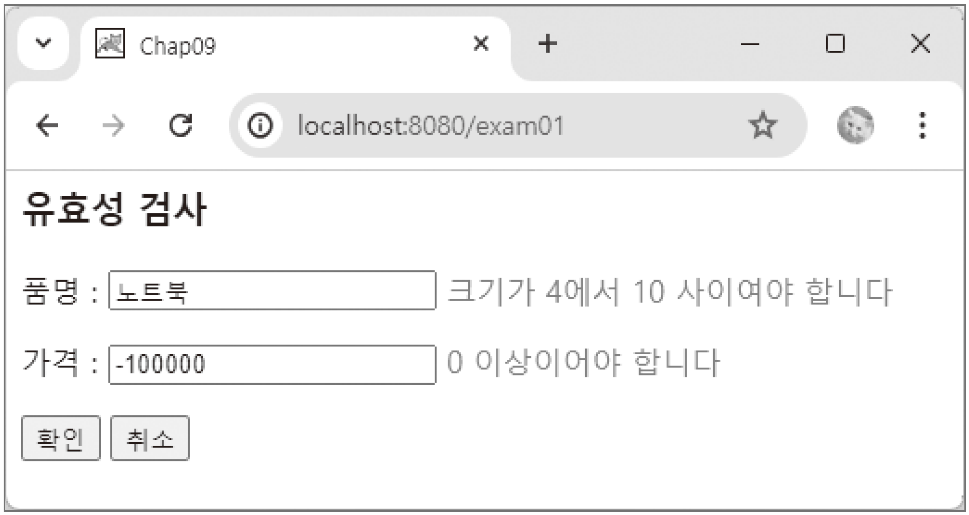 Chap09
localhost:8080/exam01
유효성 검사
품명 : 노트북 크기가 4에서 10 사이여야 합니다
가격 : -100000 0 이상이어야 합니다
확인 취소